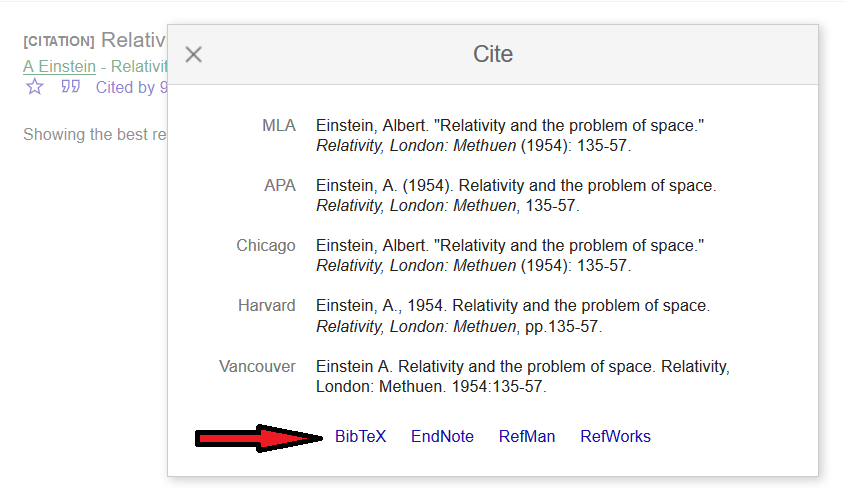 Cite
[CITATION] Relativ
A Einstein - Relativit
Cited by 9
Showing the best re
MLA Einstein, Albert. "Relativity and the problem of space."
Relativity, London: Methuen (1954): 135-57.
APA Einstein, A. (1954). Relativity and the problem of space.
Relativity, London: Methuen, 135-57.
Chicago Einstein, Albert. "Relativity and the problem of space."
Relativity, London: Methuen (1954): 135-57.
Harvard Einstein, A., 1954. Relativity and the problem of space.
Relativity, London: Methuen, pp.135-57.
Vancouver Einstein A. Relativity and the problem of space. Relativity,
London: Methuen. 1954:135-57.
BibTeX EndNote RefMan RefWorks